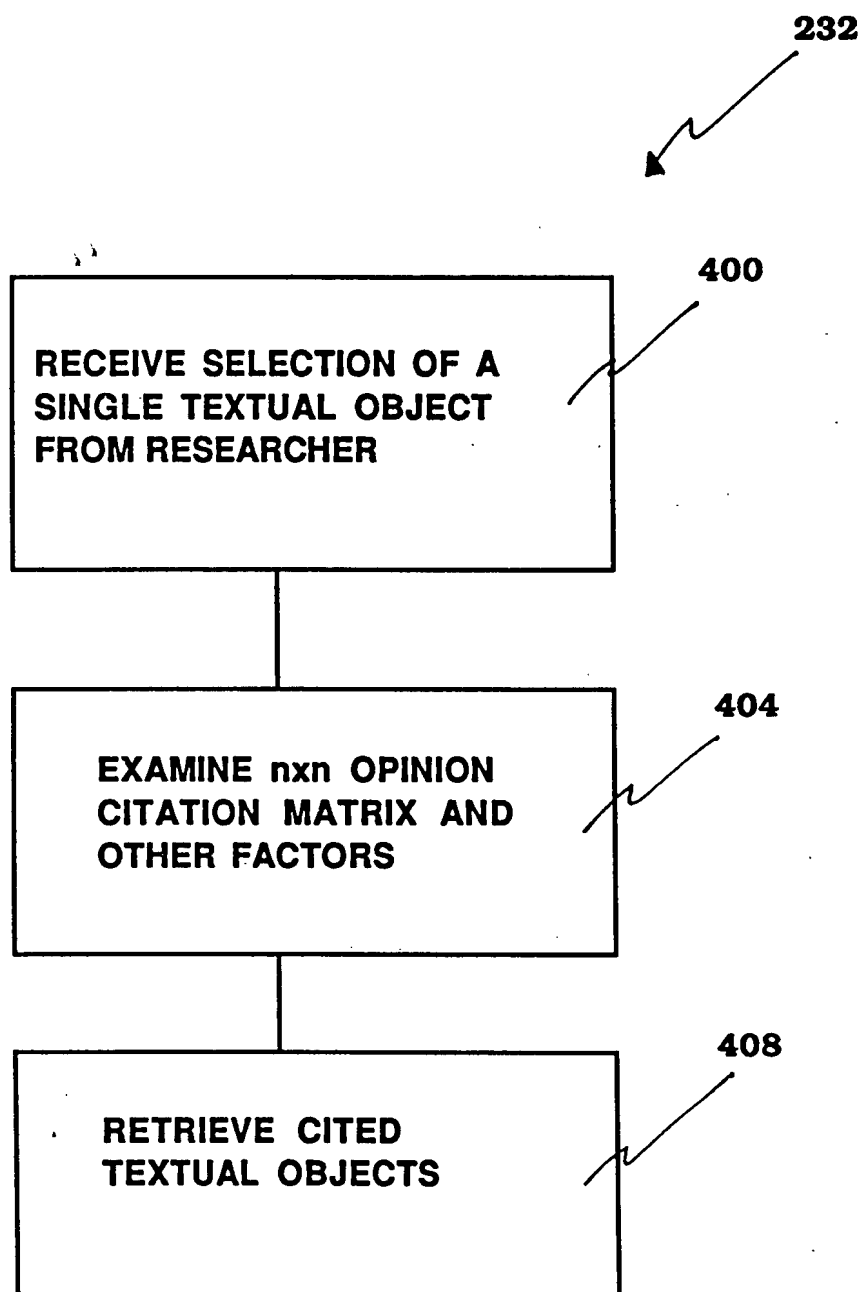 232
400
RECEIVE SELECTION OF A
SINGLE TEXTUAL OBJECT
FROM RESEARCHER
404
EXAMINE nxn OPINION
CITATION MATRIX AND
OTHER FACTORS
408
RETRIEVE CITED
TEXTUAL OBJECTS